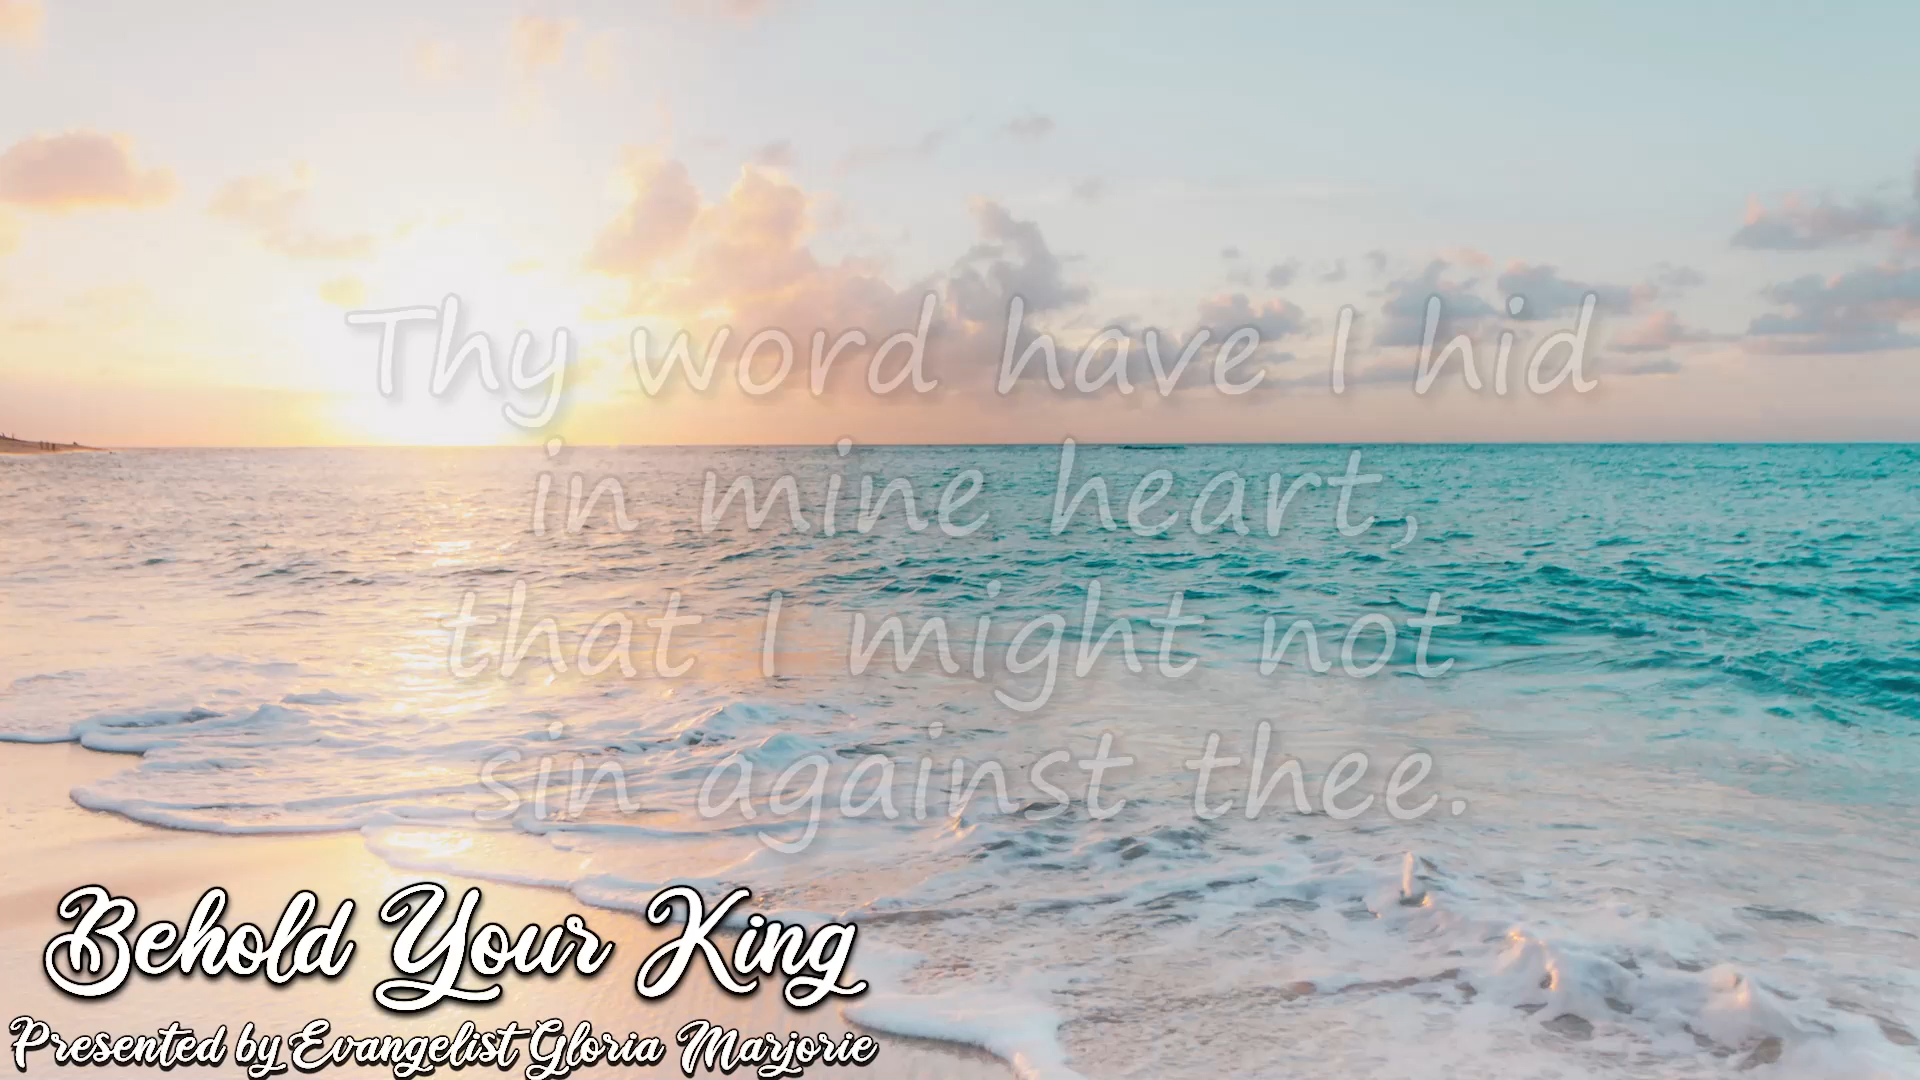 Thy word have I hid
in mine heart,
that I might not
sin against thee.
Behold Your King
Presented by Evangelist Gloria Marjorie